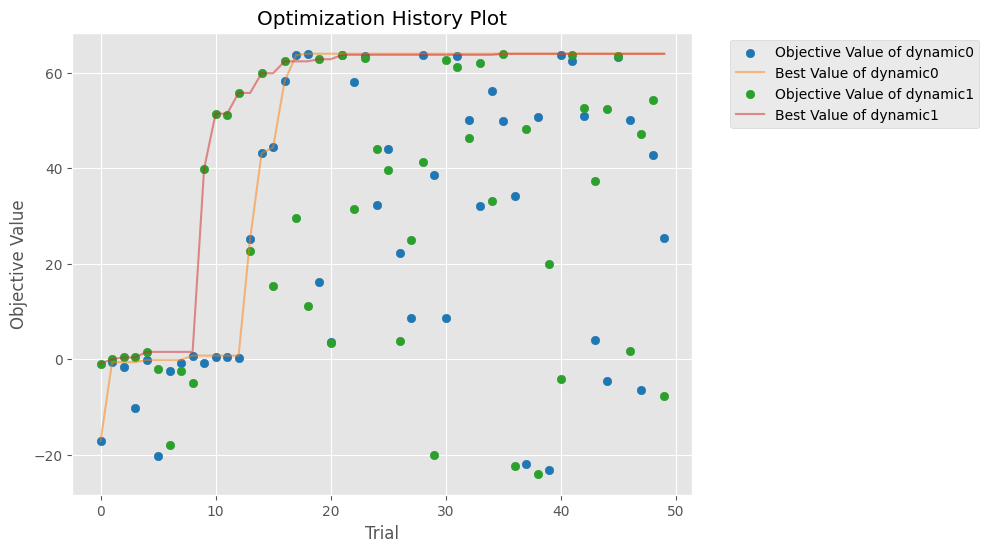 Optimization History Plot
Objective Value
60
40
20
0
−20
0 10 20 30 40 50
Trial
Objective Value of dynamic0
Best Value of dynamic0
Objective Value of dynamic1
Best Value of dynamic1